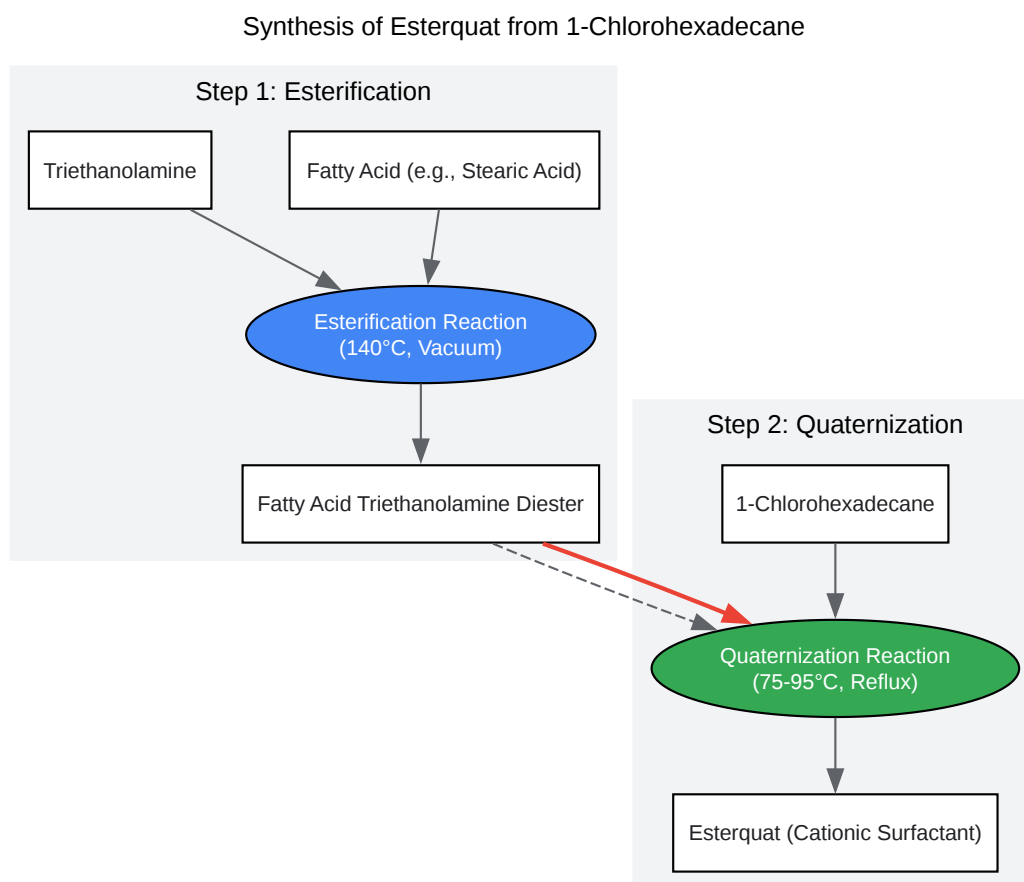 Synthesis of Esterquat from 1-Chlorohexadecane
Step 1: Esterification
Triethanolamine
Fatty Acid (e.g., Stearic Acid)
Esterification Reaction
(140°C, Vacuum)
Fatty Acid Triethanolamine Diester
Step 2: Quaternization
1-Chlorohexadecane
Quaternization Reaction
(75-95°C, Reflux)
Esterquat (Cationic Surfactant)